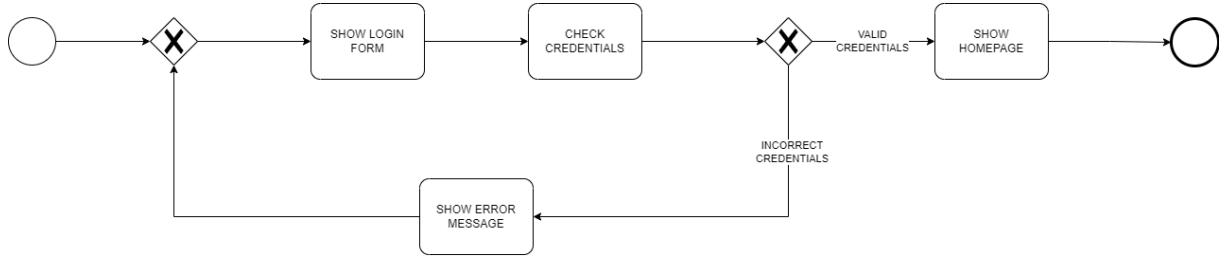 SHOW LOGIN
FORM
CHECK
CREDENTIALS
VALID
CREDENTIALS
SHOW
HOMEPAGE
INCORRECT
CREDENTIALS
SHOW ERROR
MESSAGE